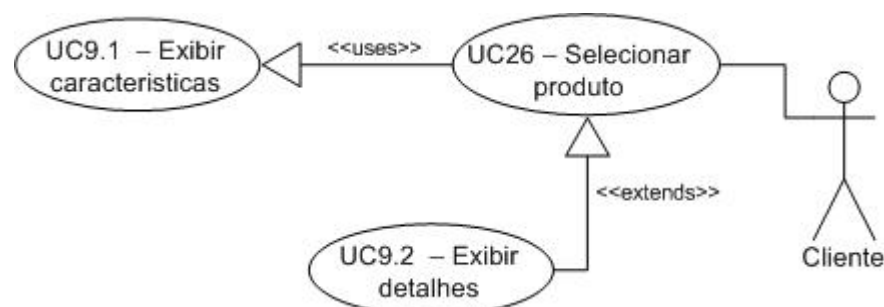 UC9.1 – Exibir
caracteristicas
<<uses>>
UC26 – Selecionar
produto
<<extends>>
UC9.2 – Exibir
detalhes
Cliente